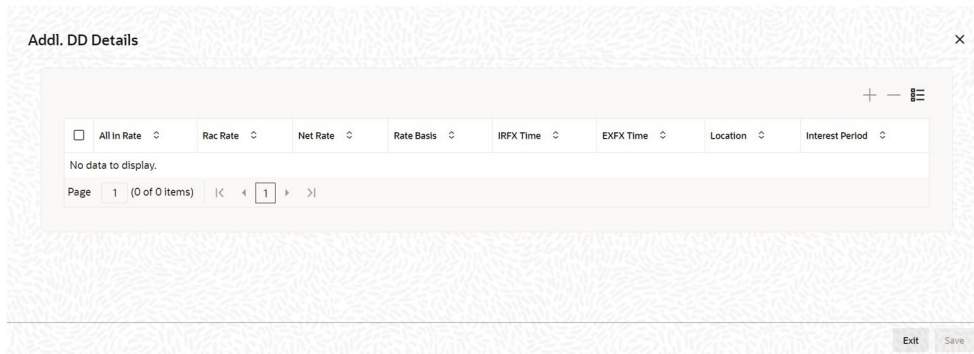 Addl. DD Details
All in Rate Rac Rate Net Rate Rate Basis IRFX Time EXFX Time Location Interest Period
No data to display.
Page 1 (0 of 0 items) 1
Exit Save